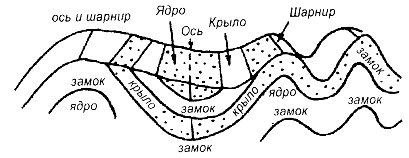 ось и шарнир
Ядро
Ось
Крыло
Шарнир
замок
замок
ядро
крыло
замок
крыло
ядро
замок
замок
замок